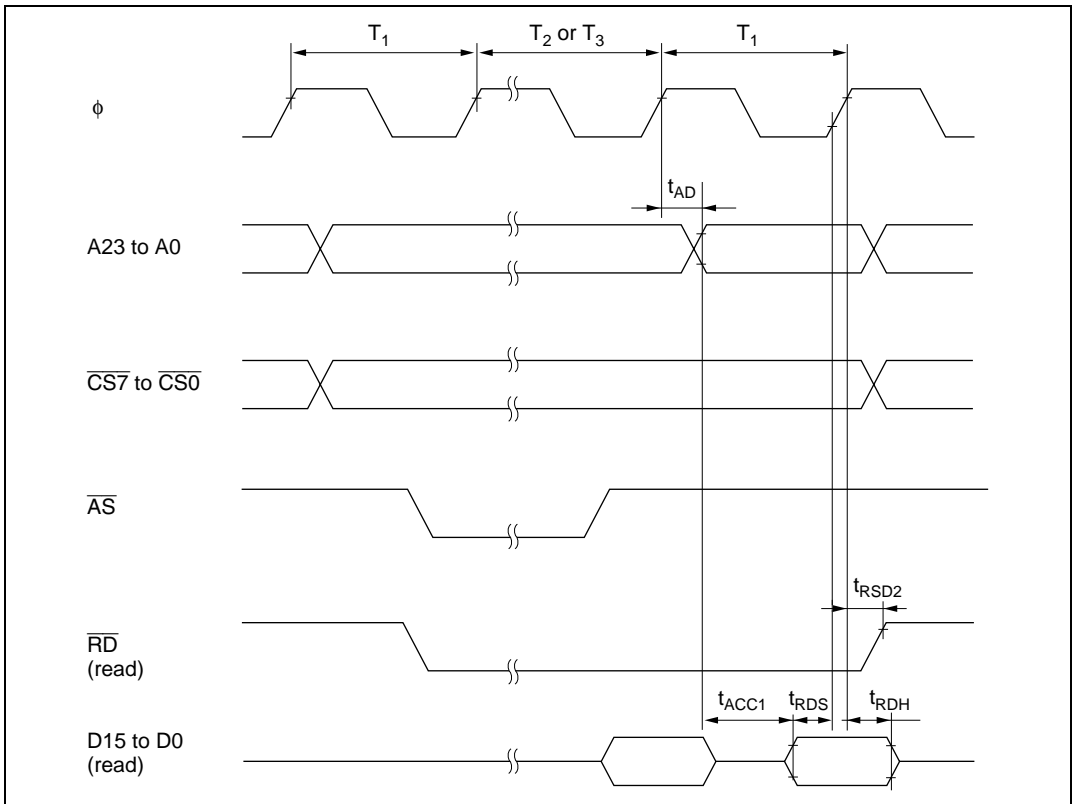 T1
T2 or T3
T1
ϕ
tAD
A23 to A0
CS7 to CS0
AS
tRSD2
RD
(read)
tACC1 tRDS tRDH
D15 to D0
(read)